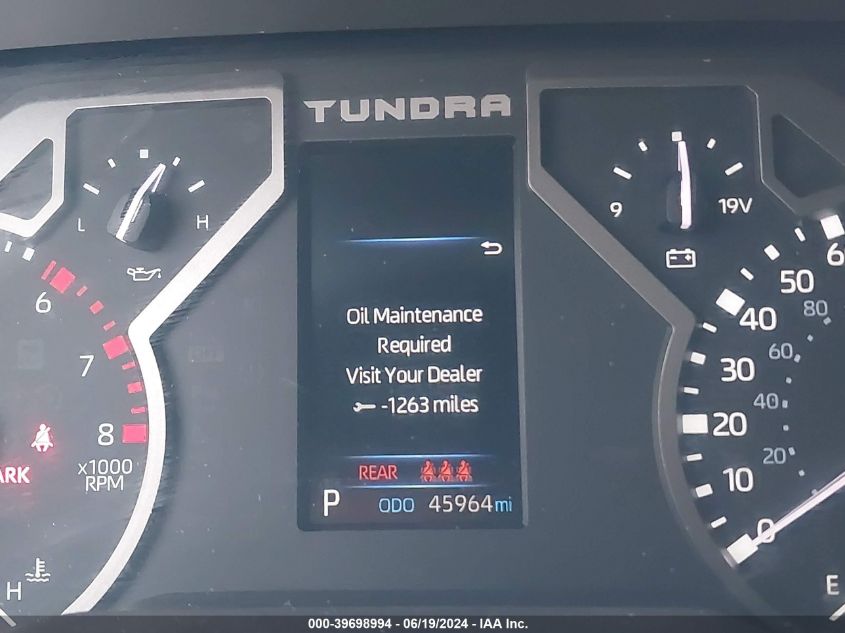 TUNDRA
L
H
9
19V
6
7
8
x1000
RPM
ARK
H
Oil Maintenance
Required
Visit Your Dealer
-1263 miles
REAR
P ODO 45964mi
6
50
40
30
20
10
0
80
60
40
20
E
000-39698994 - 06/19/2024 - IAA Inc.